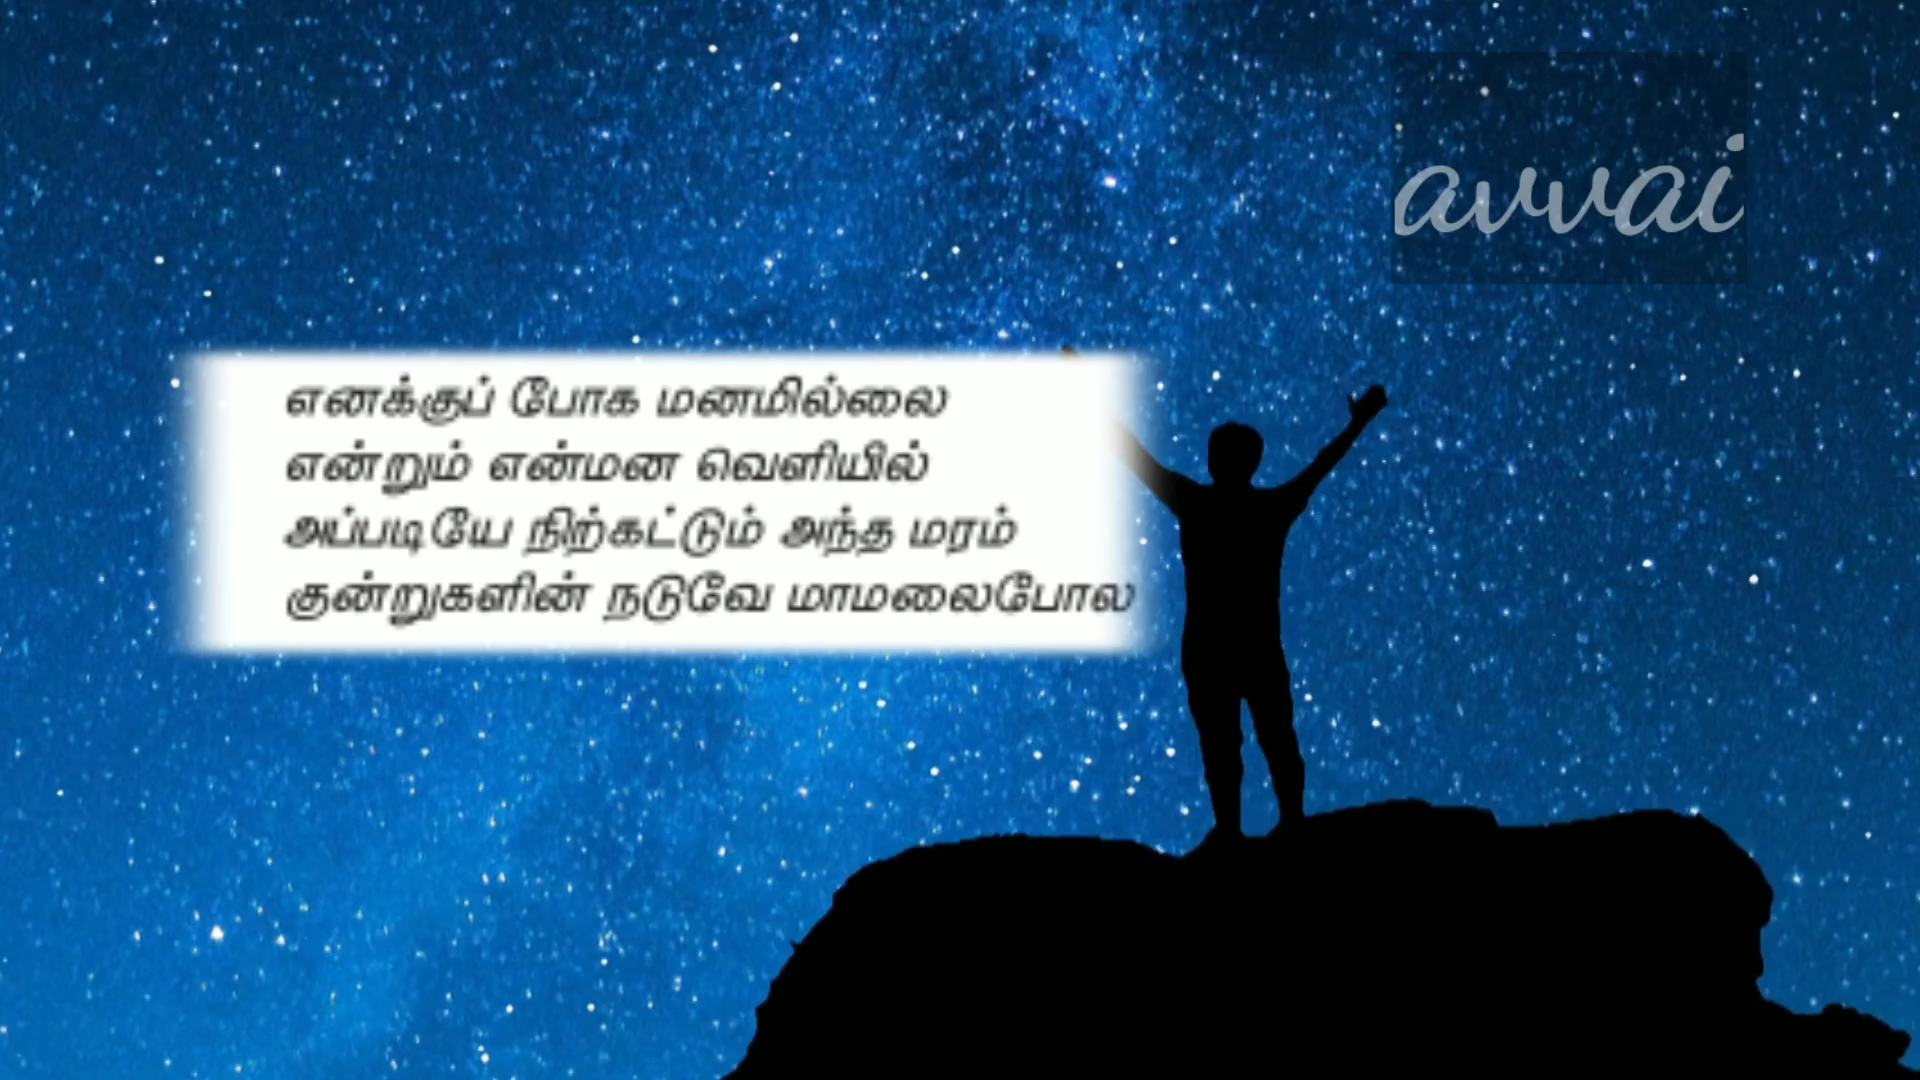 avvai
எனக்குப் போக மனமில்லை
என்றும் என்மன வெளியில்
அப்படியே நிற்கட்டும் அந்த மரம்
குன்றுகளின் நடுவே மாமலைபோல